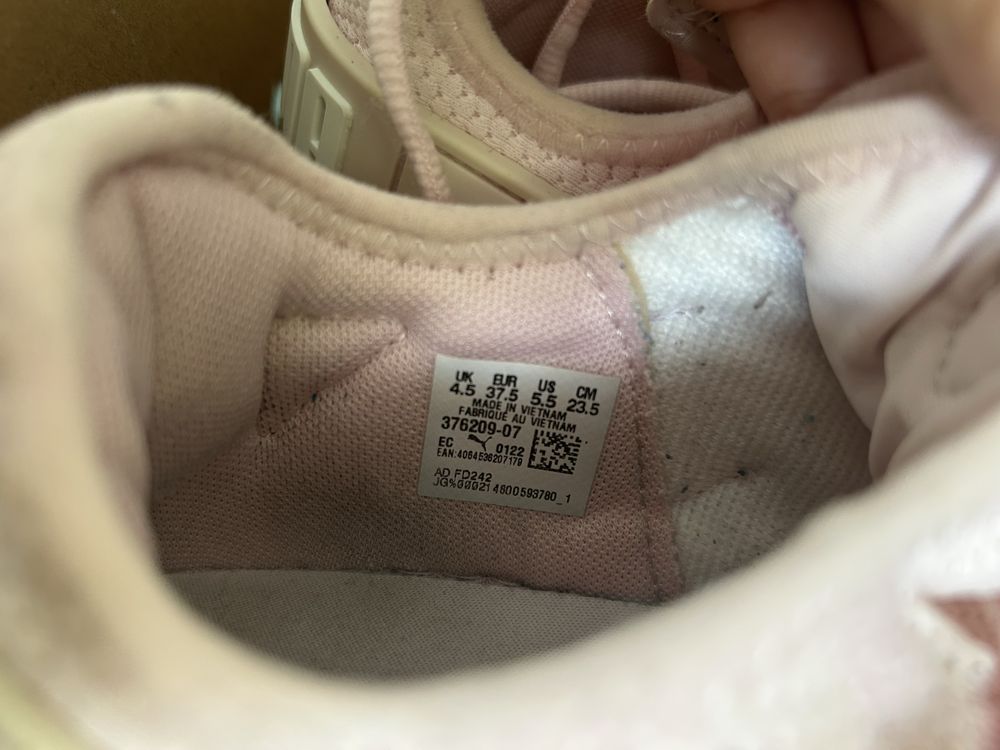 UK EUR US CM
4.5 37.5 5.5 23.5
MADE IN VIETNAM
FABRIQUE AU VIETNAM
376209-07
EC 0122
EAN:4064536207179
AD FD242
JG%000214600593780_1